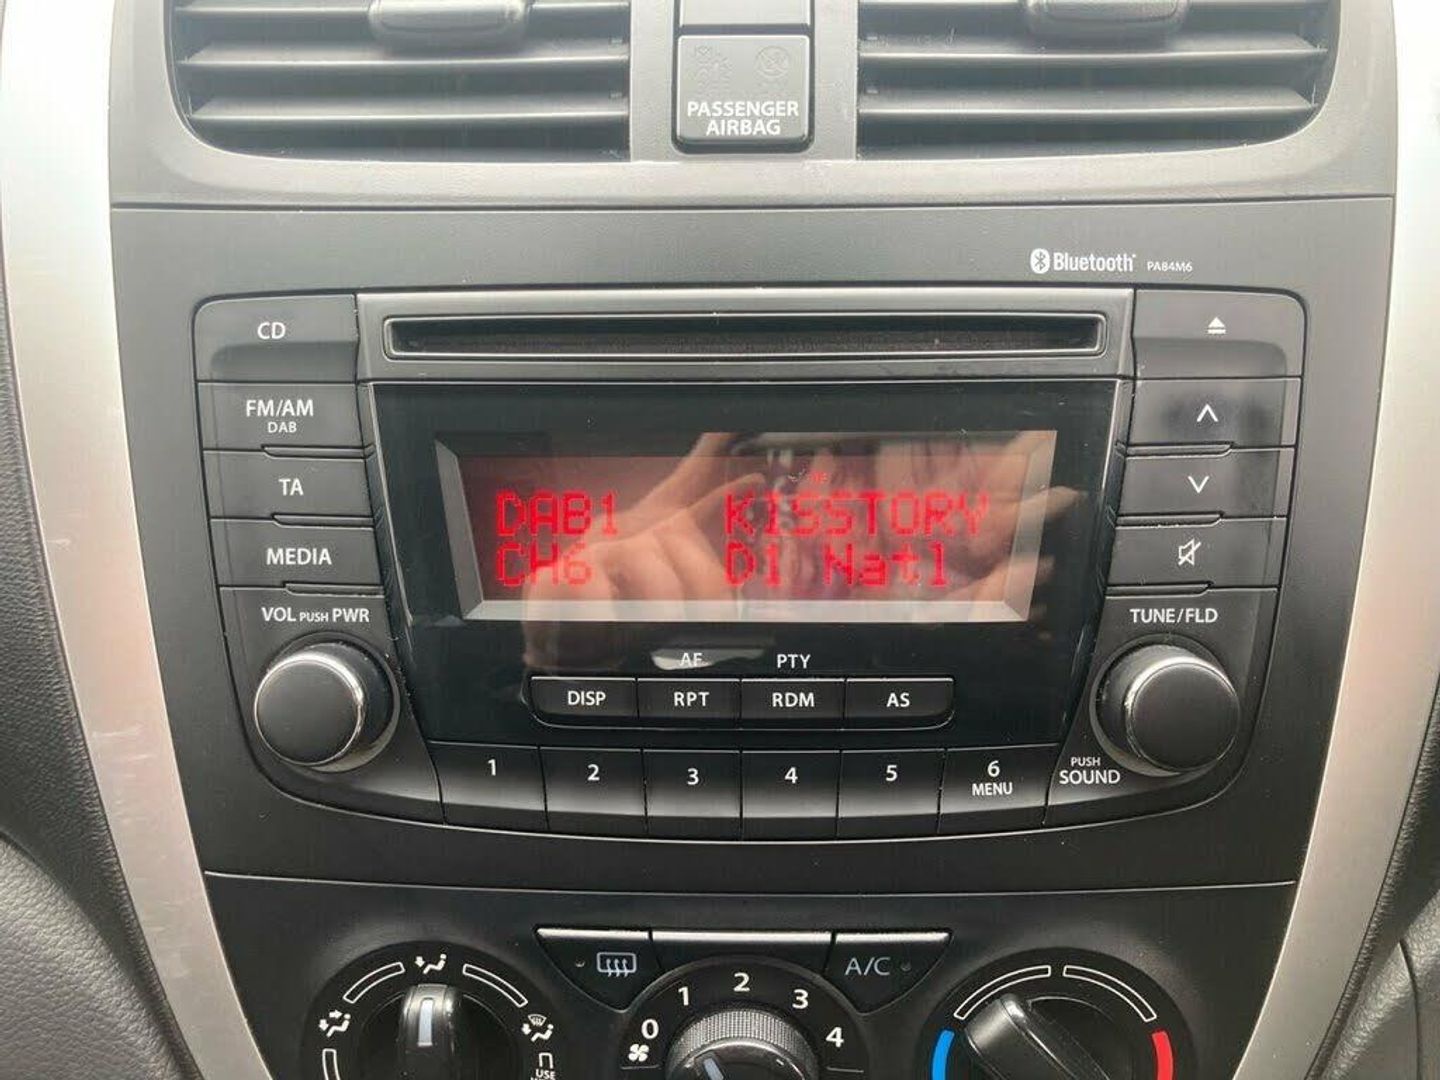 PASSENGER
AIRBAG
Bluetooth PA84M6
CD
FM/AM
DAB
TA
MEDIA
VOL PUSH PWR
DAB1 KISSTORY
CH6 D1 Natl
TUNE/FLD
AF PTY
DISP RPT RDM AS
1 2 3 4 5 6
MENU
PUSH
SOUND
A/C
0 1 2 3 4
USE